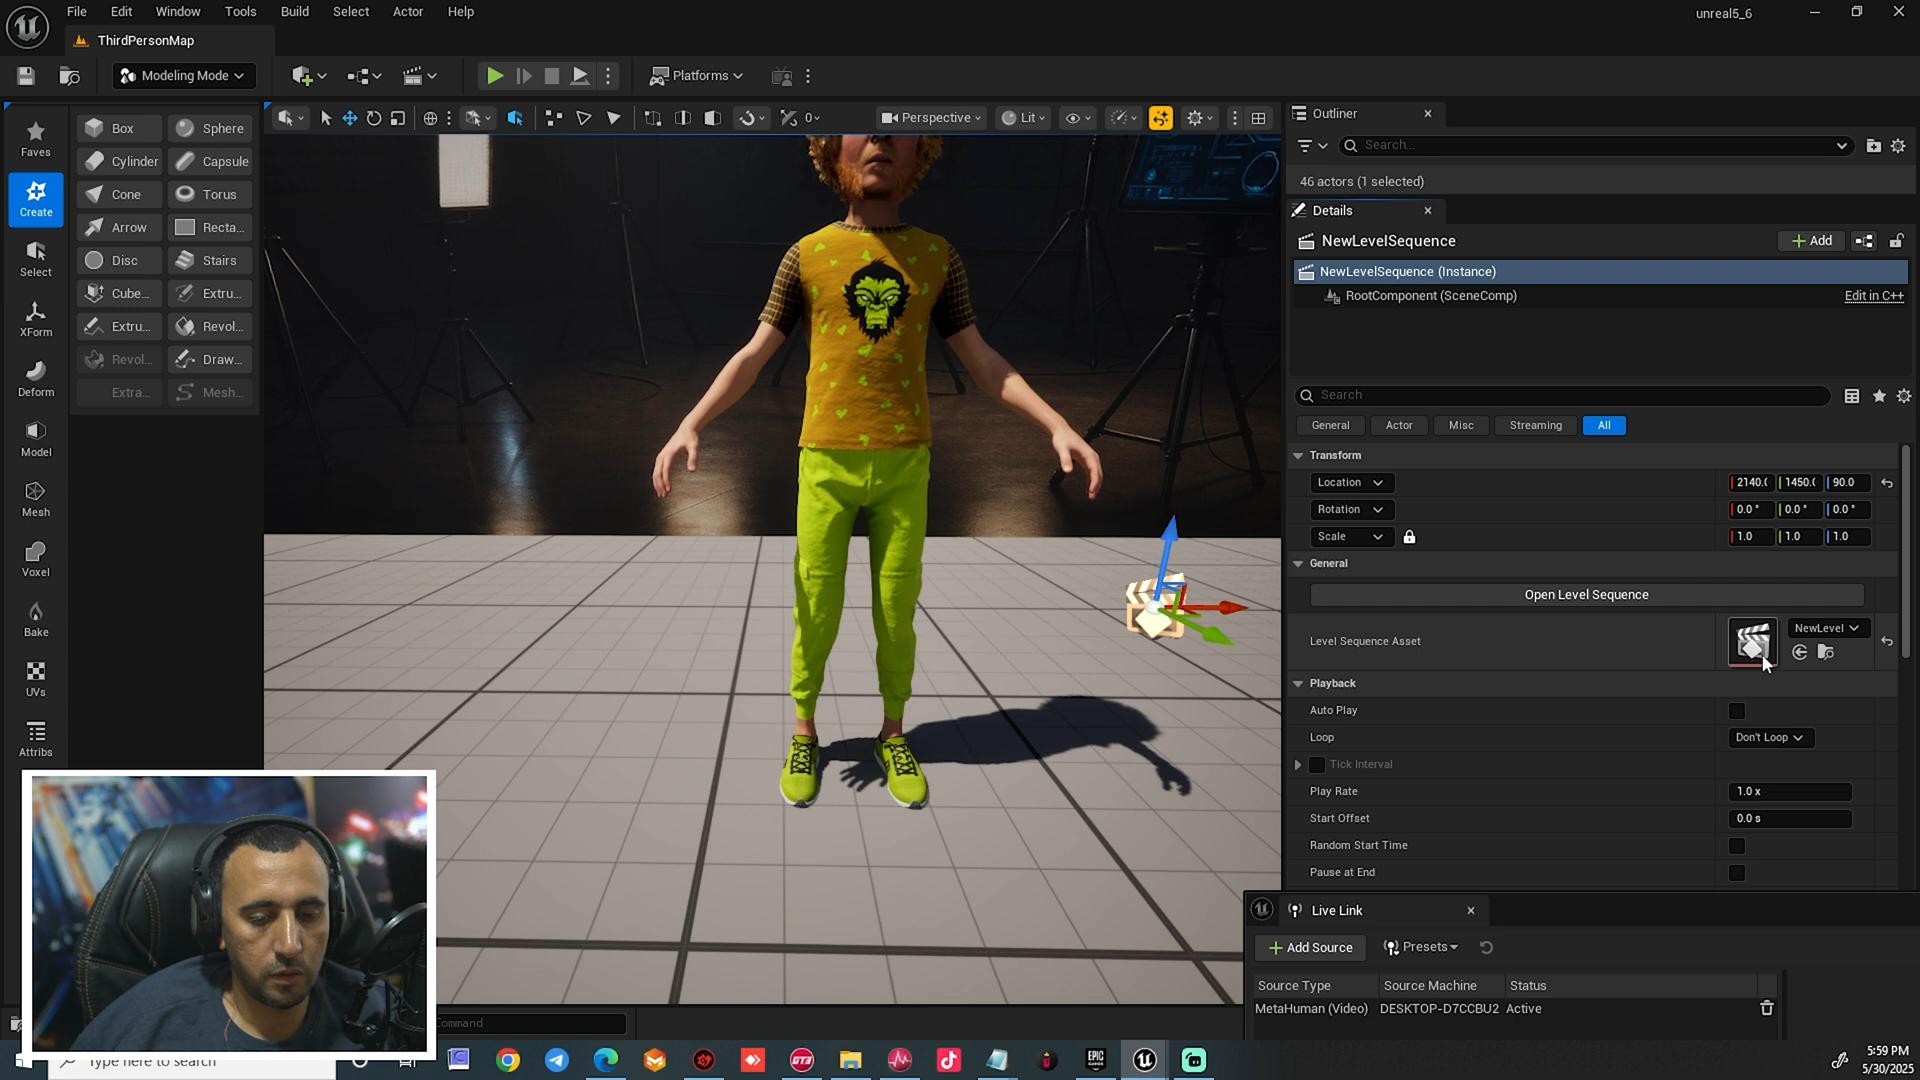 File Edit Window Tools Build Select Actor Help
unreal5_6
ThirdPersonMap
Modeling Mode
Platforms
Faves
Create
Select
XForm
Deform
Model
Mesh
Voxel
Bake
UVs
Attribs
Box Sphere
Cylinder Capsule
Cone Torus
Arrow Recta...
Disc Stairs
Cube... Extru...
Extru... Revol...
Revol... Draw...
Extra... Mesh...
0
Perspective
Lit
Outliner
Search...
46 actors (1 selected)
Details
NewLevelSequence
Add
NewLevelSequence (Instance)
RootComponent (SceneComp) Edit in C++
Search
General Actor Misc Streaming All
Transform
Location 2140.( 1450.( 90.0
Rotation 0.0 ° 0.0 ° 0.0 °
Scale 1.0 1.0 1.0
General
Open Level Sequence
Level Sequence Asset NewLevel
Playback
Auto Play
Loop Don't Loop
Tick Interval
Play Rate 1.0 x
Start Offset 0.0 s
Random Start Time
Pause at End
Live Link
Add Source Presets
Source Type Source Machine Status
MetaHuman (Video) DESKTOP-D7CCBU2 Active
Command
Type here to search
GT3
EPIC GAMES
5:59 PM
5/30/2025